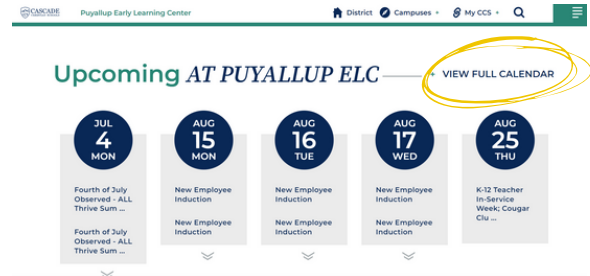 CASCADE
Puyallup Early Learning Center
District
Campuses +
My CCS +
Upcoming AT PUYALLUP ELC
+ VIEW FULL CALENDAR
JUL
4
MON
Fourth of July
Observed - ALL
Thrive Sum ...
Fourth of July
Observed - ALL
Thrive Sum ...
AUG
15
MON
New Employee
Induction
New Employee
Induction
AUG
16
TUE
New Employee
Induction
New Employee
Induction
AUG
17
WED
New Employee
Induction
New Employee
Induction
AUG
25
THU
K-12 Teacher
In-Service
Week; Cougar
Clu ...